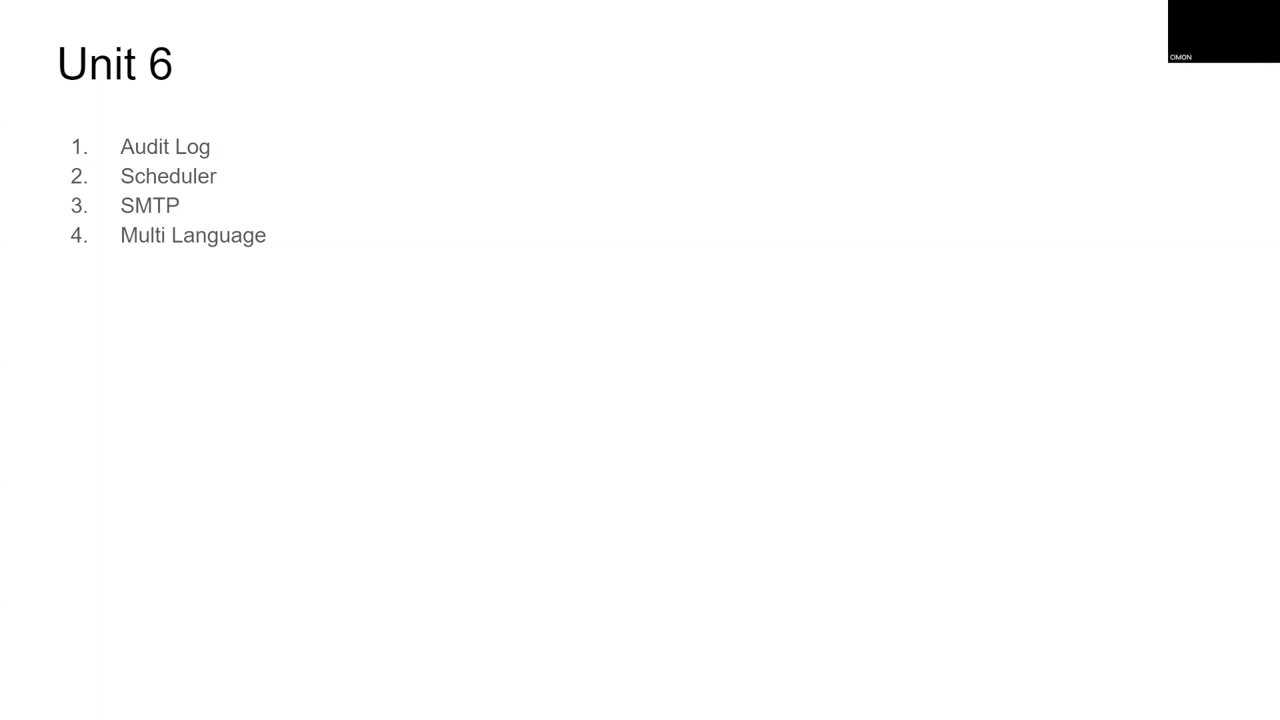 Unit 6
CIMON
1. Audit Log
2. Scheduler
3. SMTP
4. Multi Language